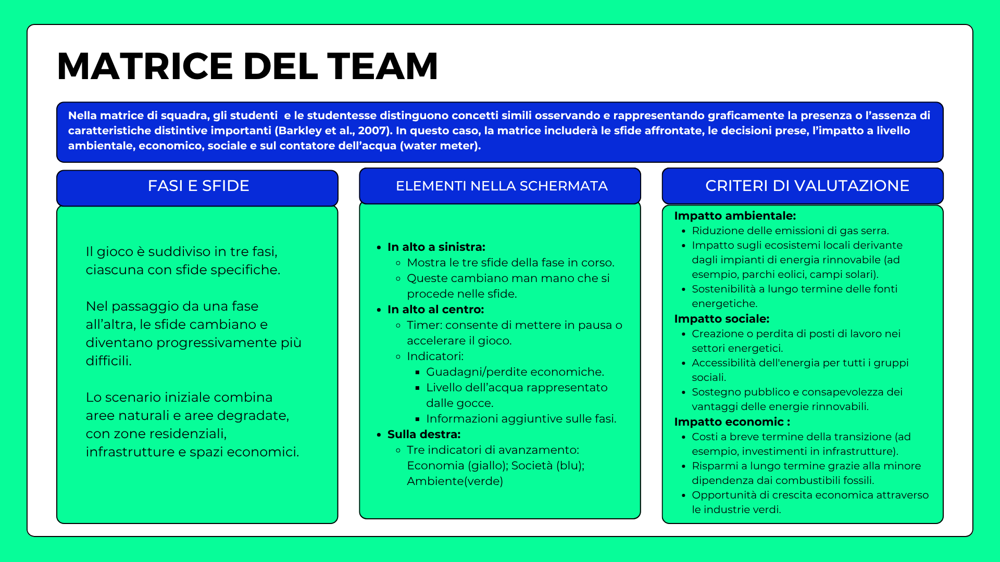 MATRICE DEL TEAM
Nella matrice di squadra, gli studenti  e le studentesse distinguono concetti simili osservando e rappresentando graficamente la presenza o l’assenza di
caratteristiche distintive importanti (Barkley et al., 2007). In questo caso, la matrice includerà le sfide affrontate, le decisioni prese, l’impatto a livello
ambientale, economico, sociale e sul contatore dell’acqua (water meter).
FASI E SFIDE
Il gioco è suddiviso in tre fasi,
ciascuna con sfide specifiche.
Nel passaggio da una fase
all’altra, le sfide cambiano e
diventano progressivamente più
difficili.
Lo scenario iniziale combina
aree naturali e aree degradate,
con zone residenziali,
infrastrutture e spazi economici.
ELEMENTI NELLA SCHERMATA
• In alto a sinistra:
◦ Mostra le tre sfide della fase in corso.
◦ Queste cambiano man mano che si
procede nelle sfide.
• In alto al centro:
◦ Timer: consente di mettere in pausa o
accelerare il gioco.
◦ Indicatori:
▪ Guadagni/perdite economiche.
▪ Livello dell’acqua rappresentato
dalle gocce.
▪ Informazioni aggiuntive sulle fasi.
• Sulla destra:
◦ Tre indicatori di avanzamento:
Economia (giallo); Società (blu);
Ambiente(verde)
CRITERI DI VALUTAZIONE
Impatto ambientale:
• Riduzione delle emissioni di gas serra.
• Impatto sugli ecosistemi locali derivante
dagli impianti di energia rinnovabile (ad
esempio, parchi eolici, campi solari).
• Sostenibilità a lungo termine delle fonti
energetiche.
Impatto sociale:
• Creazione o perdita di posti di lavoro nei
settori energetici.
• Accessibilità dell'energia per tutti i gruppi
sociali.
• Sostegno pubblico e consapevolezza dei
vantaggi delle energie rinnovabili.
Impatto economic :
• Costi a breve termine della transizione (ad
esempio, investimenti in infrastrutture).
• Risparmi a lungo termine grazie alla minore
dipendenza dai combustibili fossili.
• Opportunità di crescita economica attraverso
le industrie verdi.